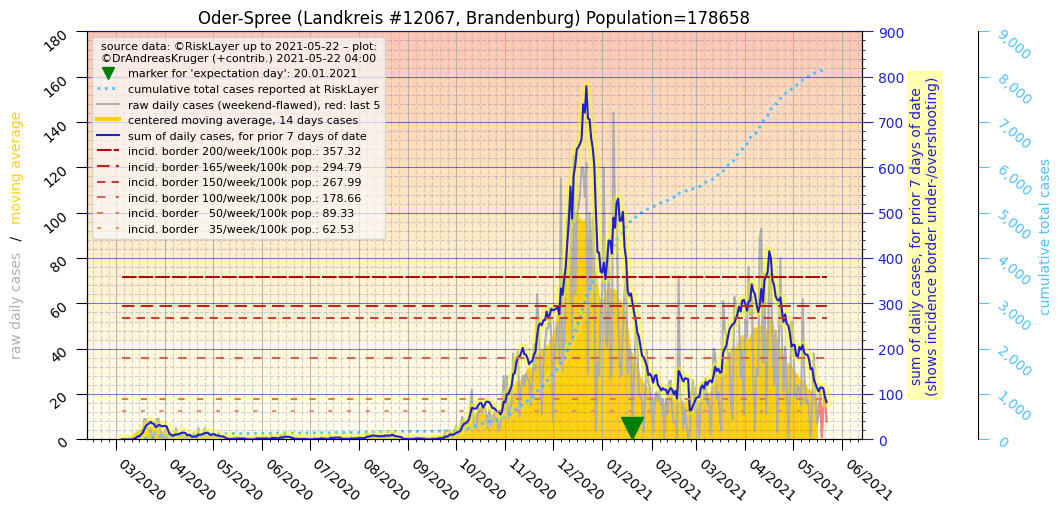 Oder-Spree (Landkreis #12067, Brandenburg) Population=178658
source data: ©RiskLayer up to 2021-05-22 – plot:
©DrAndreasKruger (+contrib.) 2021-05-22 04:00
marker for 'expectation day': 20.01.2021
cumulative total cases reported at RiskLayer
raw daily cases (weekend-flawed), red: last 5
centered moving average, 14 days cases
sum of daily cases, for prior 7 days of date
incid. border 200/week/100k pop.: 357.32
incid. border 165/week/100k pop.: 294.79
incid. border 150/week/100k pop.: 267.99
incid. border 100/week/100k pop.: 178.66
incid. border   50/week/100k pop.: 89.33
incid. border   35/week/100k pop.: 62.53
raw daily cases / moving average
180
160
140
120
100
80
60
40
20
0
03/2020
04/2020
05/2020
06/2020
07/2020
08/2020
09/2020
10/2020
11/2020
12/2020
01/2021
02/2021
03/2021
04/2021
05/2021
06/2021
900
800
700
600
500
400
300
200
100
0
sum of daily cases, for prior 7 days of date
(shows incidence border under-/overshooting)
9,000
8,000
7,000
6,000
5,000
4,000
3,000
2,000
1,000
0
cumulative total cases